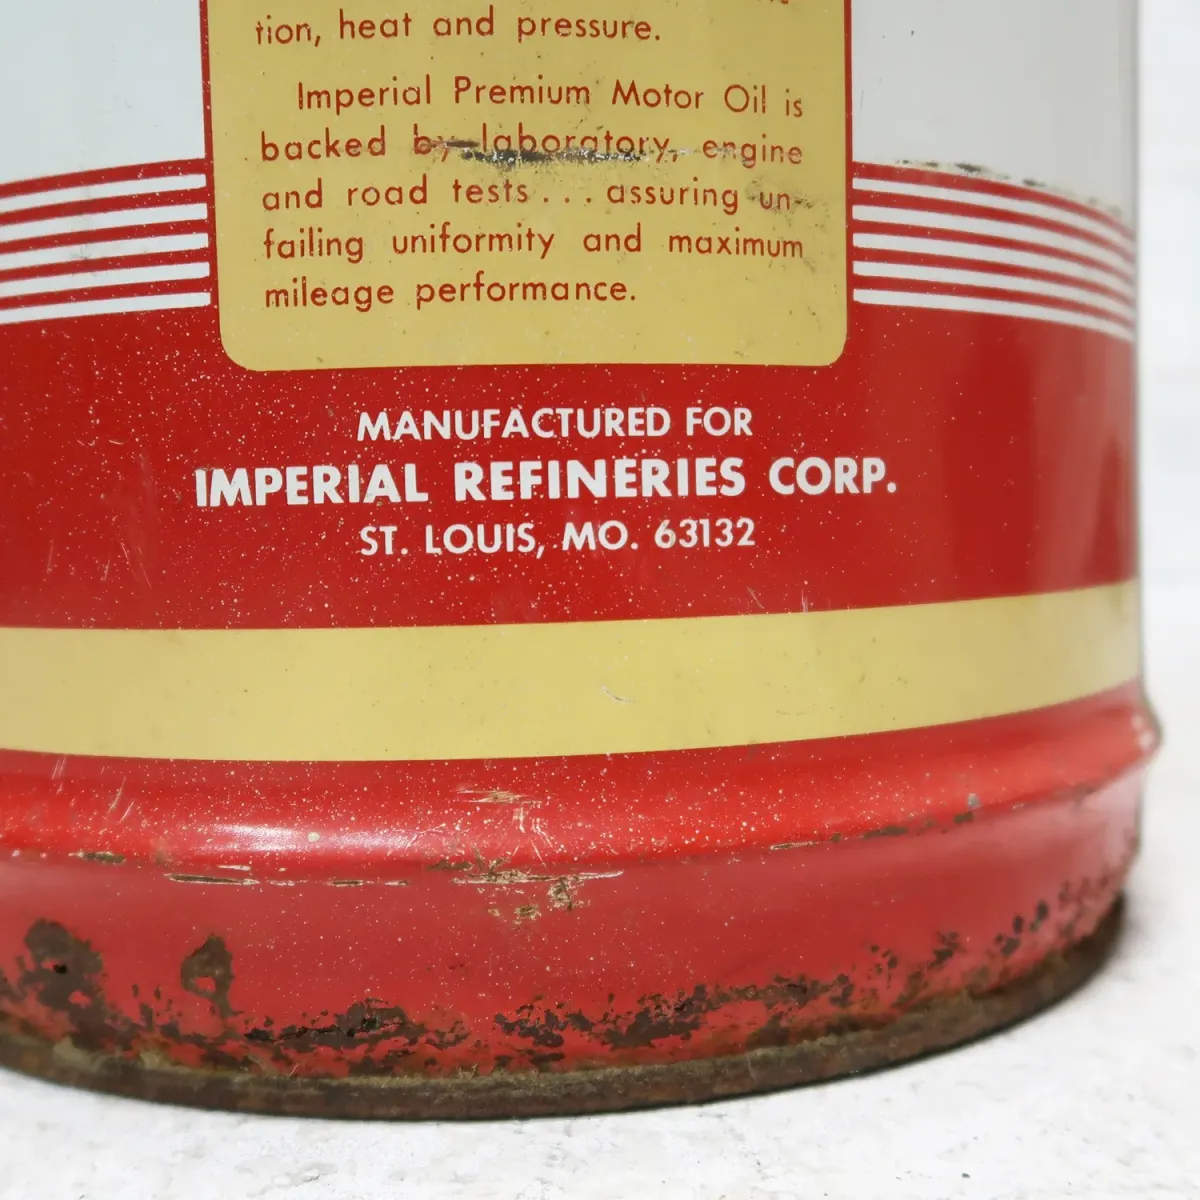 tion, heat and pressure.
Imperial Premium Motor Oil is
backed by laboratory, engine
and road tests... assuring un-
failing uniformity and maximum
mileage performance.
MANUFACTURED FOR
IMPERIAL REFINERIES CORP.
ST. LOUIS, MO. 63132